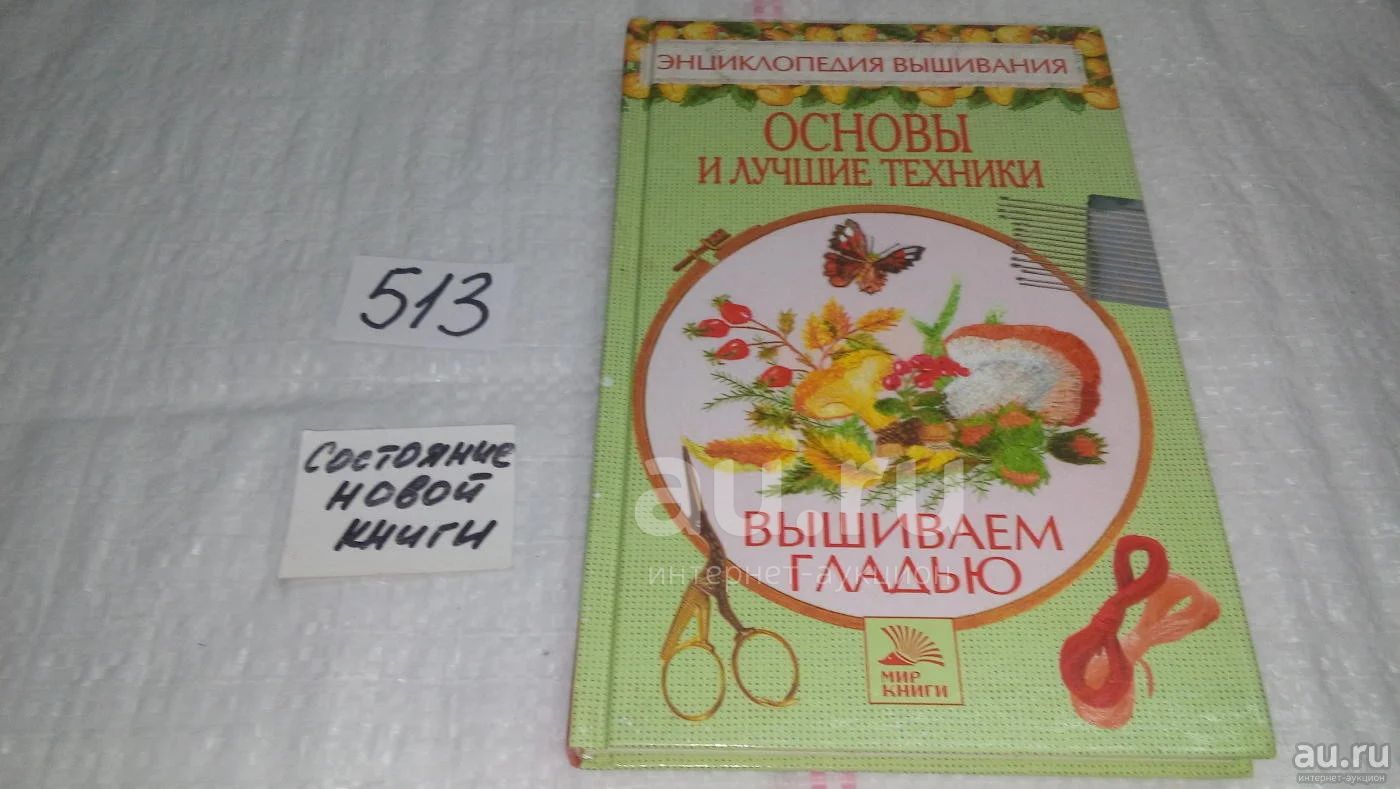 513
Состояние
новой
книги
ЭНЦИКЛОПЕДИЯ ВЫШИВАНИЯ
ОСНОВЫ
И ЛУЧШИЕ ТЕХНИКИ
au.ru
ВЫШИВАЕМ
интернет-аукцион
ГЛАДЬЮ
МИР
КНИГИ
au.ru
интернет-аукцион